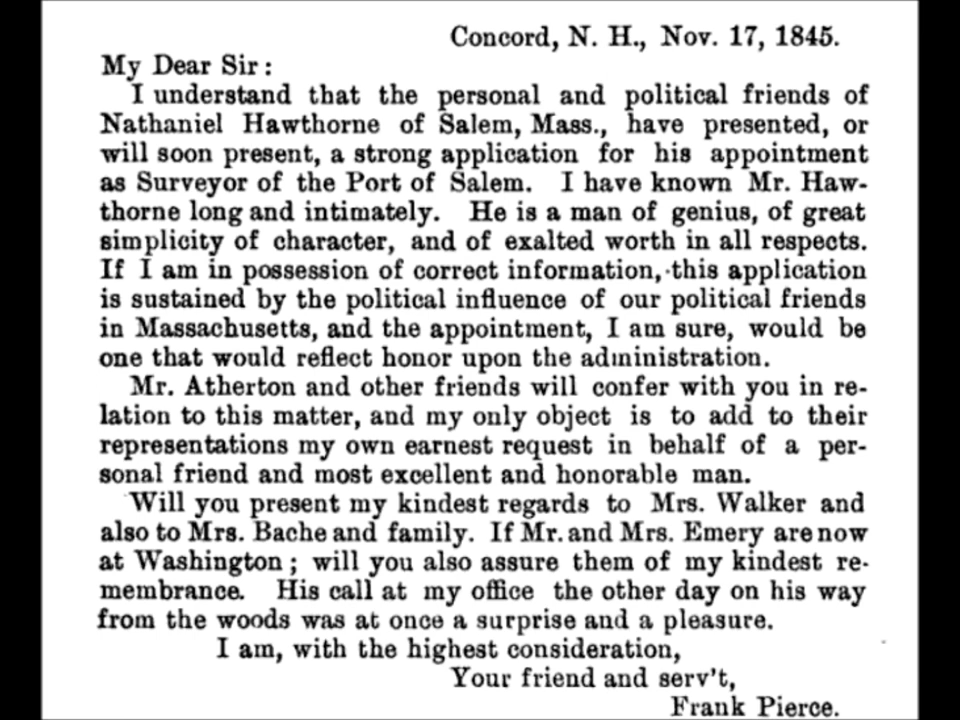 Concord, N. H., Nov. 17, 1845.
My Dear Sir:
I understand that the personal and political friends of
Nathaniel Hawthorne of Salem, Mass., have presented, or
will soon present, a strong application for his appointment
as Surveyor of the Port of Salem. I have known Mr. Haw-
thorne long and intimately. He is a man of genius, of great
simplicity of character, and of exalted worth in all respects.
If I am in possession of correct information, this application
is sustained by the political influence of our political friends
in Massachusetts, and the appointment, I am sure, would be
one that would reflect honor upon the administration.
Mr. Atherton and other friends will confer with you in re-
lation to this matter, and my only object is to add to their
representations my own earnest request in behalf of a per-
sonal friend and most excellent and honorable man.
Will you present my kindest regards to Mrs. Walker and
also to Mrs. Bache and family. If Mr. and Mrs. Emery are now
at Washington; will you also assure them of my kindest re-
membrance. His call at my office the other day on his way
from the woods was at once a surprise and a pleasure.
I am, with the highest consideration,
Your friend and serv't,
Frank Pierce.